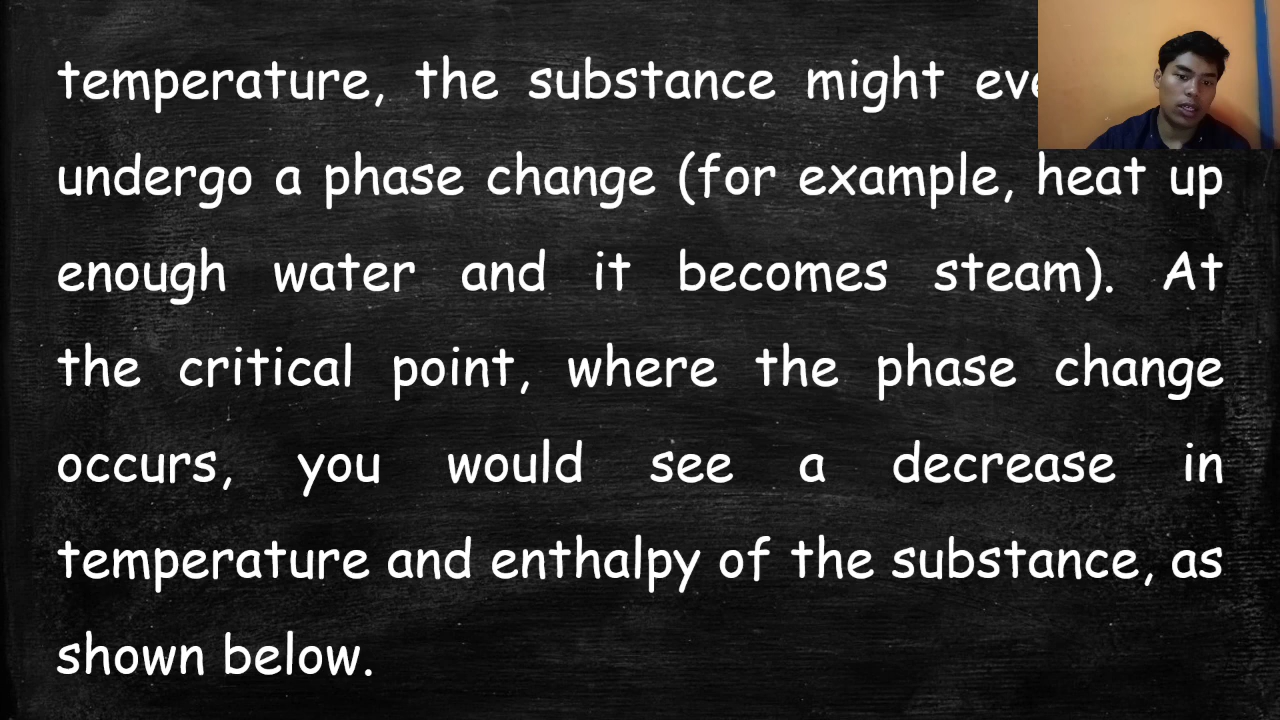 temperature, the substance might
undergo a phase change (for example, heat up
enough water and it becomes steam). At
the critical point, where the phase change
occurs, you would see a decrease in
temperature and enthalpy of the substance, as
shown below.